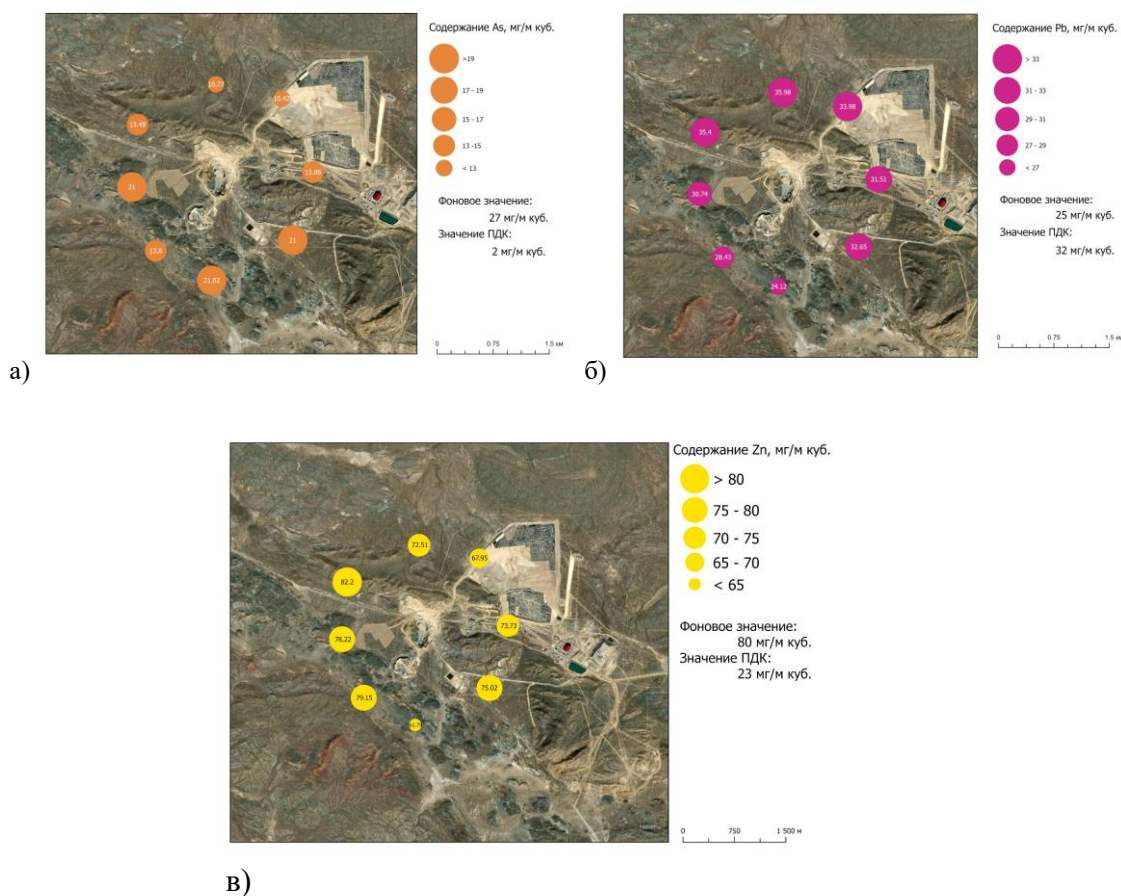 Содержание As, мг/м куб.
>19
17 - 19
15 - 17
13 -15
< 13
Фоновое значение:
27 мг/м куб.
Значение ПДК:
2 мг/м куб.
0 0.75 1.5 км
10.77
10.42
13.49
13.86
21
21
13.8
21.02
а)
Содержание Pb, мг/м куб.
> 33
31 - 33
29 - 31
27 - 29
< 27
Фоновое значение:
25 мг/м куб.
Значение ПДК:
32 мг/м куб.
0 0.75 1.5 км
35.98
33.98
35.4
31.51
30.74
32.65
28.43
24.12
б)
Содержание Zn, мг/м куб.
> 80
75 - 80
70 - 75
65 - 70
< 65
Фоновое значение:
80 мг/м куб.
Значение ПДК:
23 мг/м куб.
0 750 1 500 м
72.51
67.95
82.2
73.73
78.22
75.02
79.15
в)